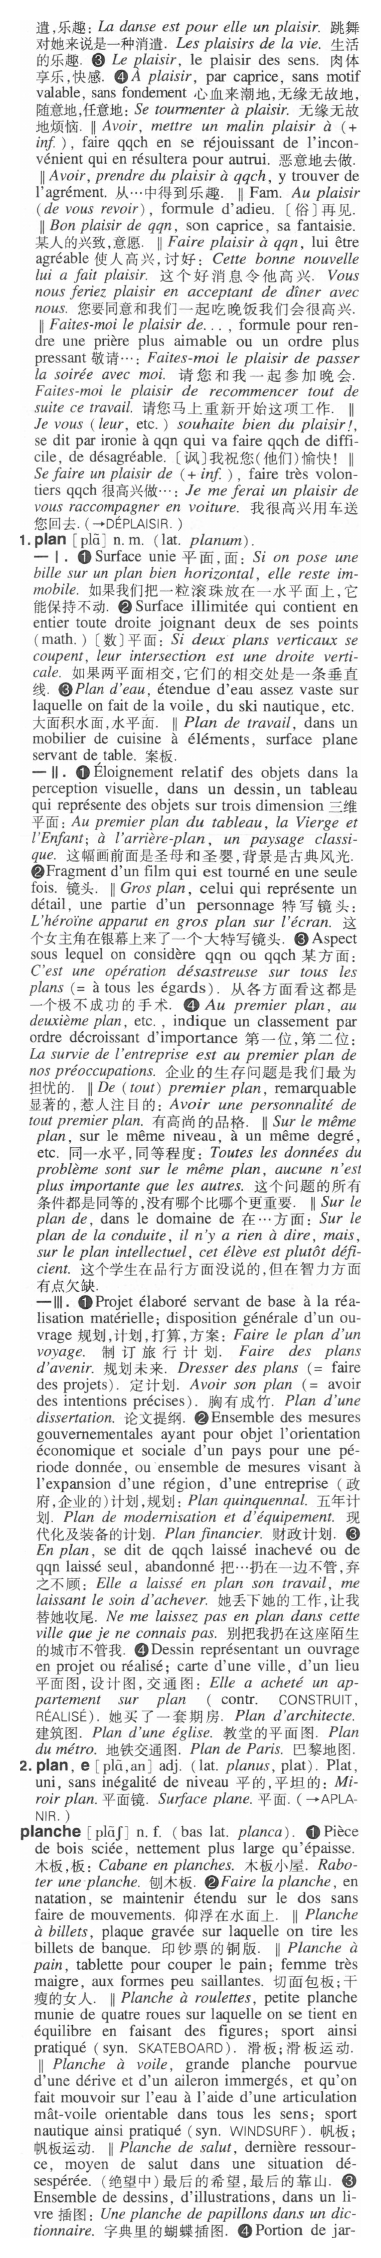 遣,乐趣: La danse est pour elle un plaisir. 跳舞
对她来说是一种消遣. Les plaisirs de la vie. 生活
的乐趣. ❸ Le plaisir, le plaisir des sens. 肉体
享乐,快感. ❹ À plaisir, par caprice, sans motif
valable, sans fondement 心血来潮地,无缘无故地,
随意地,任意地: Se tourmenter à plaisir. 无缘无故
地烦恼. ‖ Avoir, mettre un malin plaisir à (+
inf.), faire qqch en se réjouissant de l'incon-
vénient qui en résultera pour autrui. 恶意地去做.
‖ Avoir, prendre du plaisir à qqch, y trouver de
l'agrément. 从…中得到乐趣. ‖ Fam. Au plaisir
(de vous revoir), formule d'adieu. 〔俗〕再见.
‖ Bon plaisir de qqn, son caprice, sa fantaisie.
某人的兴致,意愿. ‖ Faire plaisir à qqn, lui être
agréable 使人高兴,讨好: Cette bonne nouvelle
lui a fait plaisir. 这个好消息令他高兴. Vous
nous feriez plaisir en acceptant de dîner avec
nous. 您要同意和我们一起吃晚饭我们会很高兴.
‖ Faites-moi le plaisir de..., formule pour ren-
dre une prière plus aimable ou un ordre plus
pressant 敬请…: Faites-moi le plaisir de passer
la soirée avec moi. 请您和我一起参加晚会.
Faites-moi le plaisir de recommencer tout de
suite ce travail. 请您马上重新开始这项工作. ‖
Je vous (leur, etc.) souhaite bien du plaisir!,
se dit par ironie à qqn qui va faire qqch de diffi-
cile, de désagréable. 〔讽〕我祝您(他们)愉快! ‖
Se faire un plaisir de (+ inf.), faire très volon-
tiers qqch 很高兴做…: Je me ferai un plaisir de
vous raccompagner en voiture. 我很高兴用车送
您回去. (→DÉPLAISIR.)
1. plan [plɑ̃] n. m. (lat. planum).
— Ⅰ. ❶ Surface unie 平面,面: Si on pose une
bille sur un plan bien horizontal, elle reste im-
mobile. 如果我们把一粒滚珠放在一水平面上,它
能保持不动. ❷ Surface illimitée qui contient en
entier toute droite joignant deux de ses points
(math.) 〔数〕平面: Si deux plans verticaux se
coupent, leur intersection est une droite verti-
cale. 如果两平面相交,它们的相交处是一条垂直
线. ❸ Plan d'eau, étendue d'eau assez vaste sur
laquelle on fait de la voile, du ski nautique, etc.
大面积水面,水平面. ‖ Plan de travail, dans un
mobilier de cuisine à éléments, surface plane
servant de table. 案板.
— Ⅱ. ❶ Éloignement relatif des objets dans la
perception visuelle, dans un dessin, un tableau
qui représente des objets sur trois dimension 三维
平面: Au premier plan du tableau, la Vierge et
l'Enfant; à l'arrière-plan, un paysage classi-
que. 这幅画前面是圣母和圣婴,背景是古典风光.
❷ Fragment d'un film qui est tourné en une seule
fois. 镜头. ‖ Gros plan, celui qui représente un
détail, une partie d'un personnage 特写镜头:
L'héroïne apparut en gros plan sur l'écran. 这
个女主角在银幕上来了一个大特写镜头. ❸ Aspect
sous lequel on considère qqn ou qqch 某方面:
C'est une opération désastreuse sur tous les
plans (= à tous les égards). 从各方面看这都是
一个极不成功的手术. ❹ Au premier plan, au
deuxième plan, etc., indique un classement par
ordre décroissant d'importance 第一位,第二位:
La survie de l'entreprise est au premier plan de
nos préoccupations. 企业的生存问题是我们最为
担忧的. ‖ De (tout) premier plan, remarquable
显著的,惹人注目的: Avoir une personnalité de
tout premier plan. 有高尚的品格. ‖ Sur le même
plan, sur le même niveau, à un même degré,
etc. 同一水平,同等程度: Toutes les données du
problème sont sur le même plan, aucune n'est
plus importante que les autres. 这个问题的所有
条件都是同等的,没有哪个比哪个更重要. ‖ Sur le
plan de, dans le domaine de 在…方面: Sur le
plan de la conduite, il n'y a rien à dire, mais,
sur le plan intellectuel, cet élève est plutôt défi-
cient. 这个学生在品行方面没说的,但在智力方面
有点欠缺.
—Ⅲ. ❶ Projet élaboré servant de base à la réa-
lisation matérielle; disposition générale d'un ou-
vrage 规划,计划,打算,方案: Faire le plan d'un
voyage. 制订旅行计划. Faire des plans
d'avenir. 规划未来. Dresser des plans (= faire
des projets). 定计划. Avoir son plan (= avoir
des intentions précises). 胸有成竹. Plan d'une
dissertation. 论文提纲. ❷ Ensemble des mesures
gouvernementales ayant pour objet l'orientation
économique et sociale d'un pays pour une pé-
riode donnée, ou ensemble de mesures visant à
l'expansion d'une région, d'une entreprise (政
府,企业的)计划,规划: Plan quinquennal. 五年计
划. Plan de modernisation et d'équipement. 现
代化及装备的计划. Plan financier. 财政计划. ❸
En plan, se dit de qqch laissé inachevé ou de
qqn laissé seul, abandonné 把…扔在一边不管,弃
之不顾: Elle a laissé en plan son travail, me
laissant le soin d'achever. 她丢下她的工作,让我
替她收尾. Ne me laissez pas en plan dans cette
ville que je ne connais pas. 别把我扔在这座陌生
的城市不管我. ❹ Dessin représentant un ouvrage
en projet ou réalisé; carte d'une ville, d'un lieu
平面图,设计图,交通图: Elle a acheté un ap-
partement sur plan (contr. CONSTRUIT,
RÉALISÉ). 她买了一套期房. Plan d'architecte.
建筑图. Plan d'une église. 教堂的平面图. Plan
du métro. 地铁交通图. Plan de Paris. 巴黎地图.
2. plan, e [plɑ̃,an] adj. (lat. planus, plat). Plat,
uni, sans inégalité de niveau 平的,平坦的: Mi-
roir plan. 平面镜. Surface plane. 平面. (→APLA-
NIR.)
planche [plɑ̃ʃ] n. f. (bas lat. planca). ❶ Pièce
de bois sciée, nettement plus large qu'épaisse.
木板,板: Cabane en planches. 木板小屋. Rabo-
ter une planche. 刨木板. ❷ Faire la planche, en
natation, se maintenir étendu sur le dos sans
faire de mouvements. 仰浮在水面上. ‖ Planche
à billets, plaque gravée sur laquelle on tire les
billets de banque. 印钞票的铜版. ‖ Planche à
pain, tablette pour couper le pain; femme très
maigre, aux formes peu saillantes. 切面包板;干
瘦的女人. ‖ Planche à roulettes, petite planche
munie de quatre roues sur laquelle on se tient en
équilibre en faisant des figures; sport ainsi
pratiqué (syn. SKATEBOARD). 滑板;滑板运动.
‖ Planche à voile, grande planche pourvue
d'une dérive et d'un aileron immergés, et qu'on
fait mouvoir sur l'eau à l'aide d'une articulation
mât-voile orientable dans tous les sens; sport
nautique ainsi pratiqué (syn. WINDSURF). 帆板;
帆板运动. ‖ Planche de salut, dernière ressour-
ce, moyen de salut dans une situation dé-
sespérée. (绝望中)最后的希望,最后的靠山. ❸
Ensemble de dessins, d'illustrations, dans un li-
vre 插图: Une planche de papillons dans un dic-
tionnaire. 字典里的蝴蝶插图. ❹ Portion de jar-